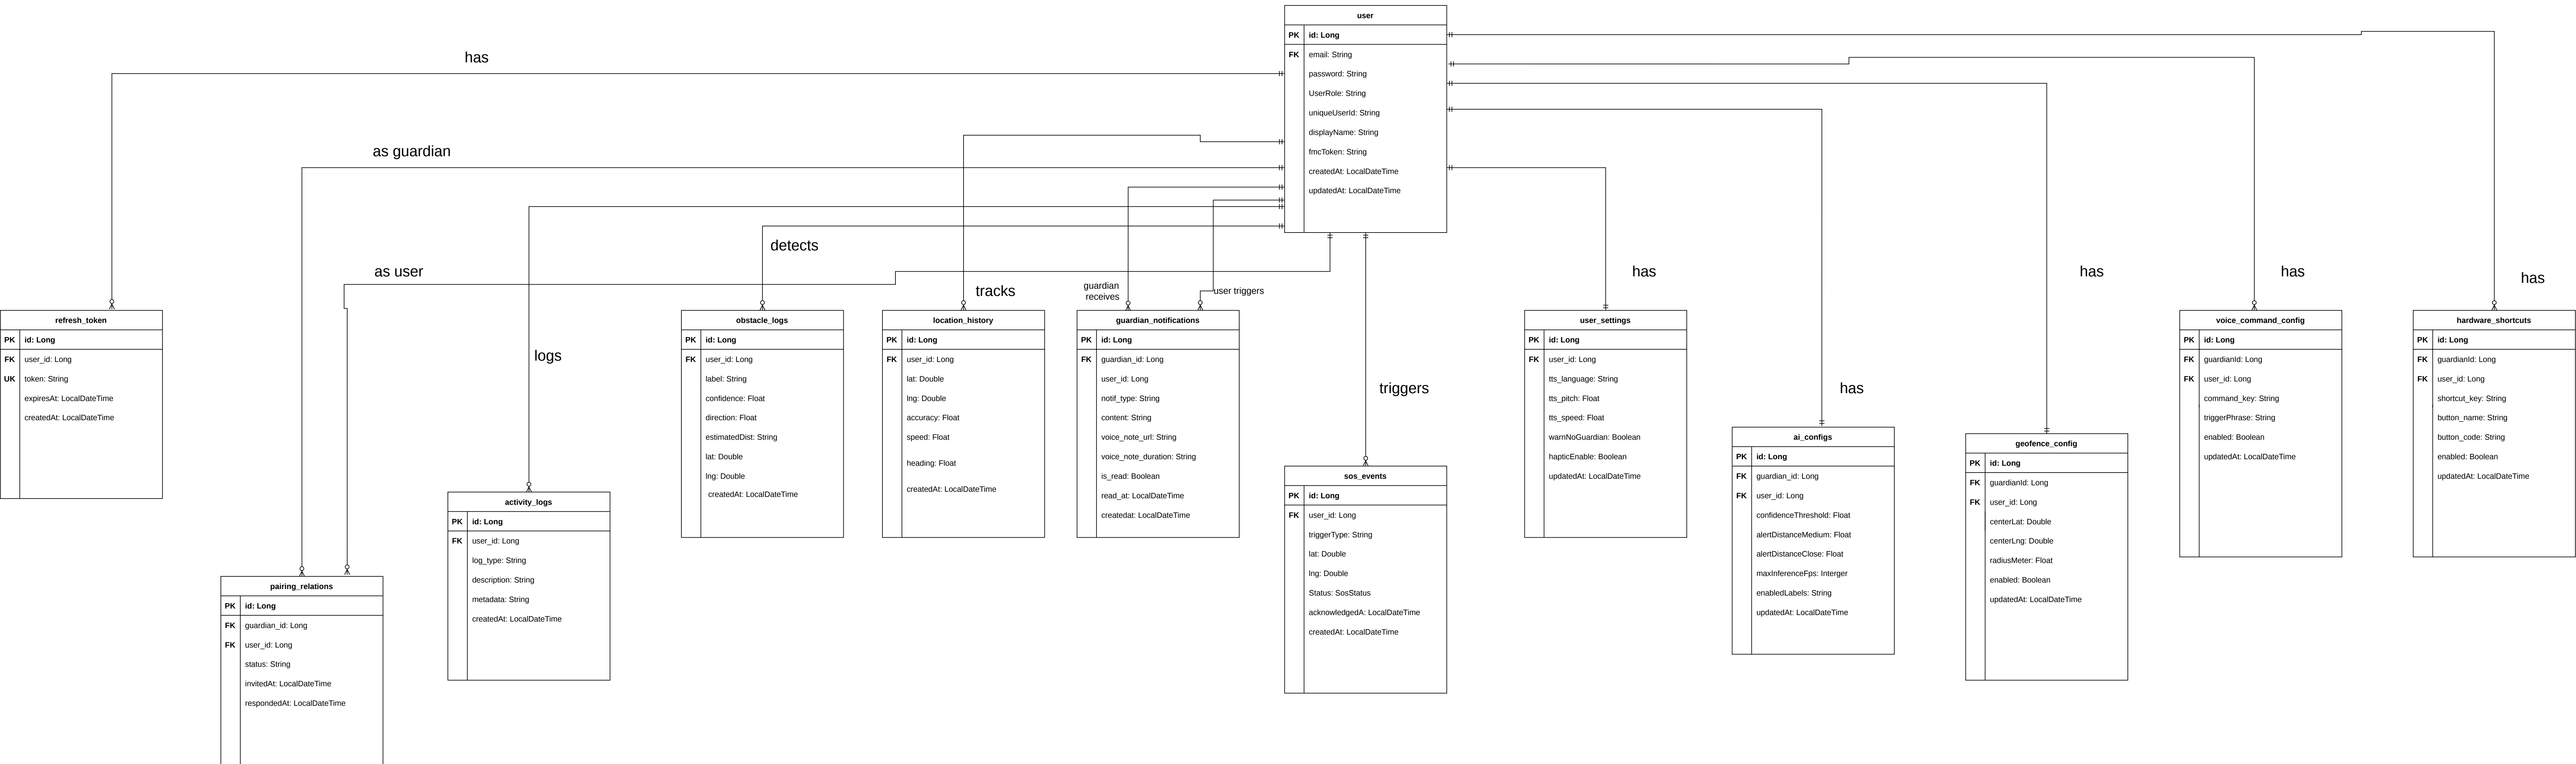 user
PK id: Long
FK email: String
password: String
UserRole: String
uniqueUserId: String
displayName: String
fmcToken: String
createdAt: LocalDateTime
updatedAt: LocalDateTime
has
as guardian
as user
detects
logs
tracks
guardian
receives
user triggers
triggers
has
has
has
has
has
refresh_token
PK id: Long
FK user_id: Long
UK token: String
expiresAt: LocalDateTime
createdAt: LocalDateTime
pairing_relations
PK id: Long
FK guardian_id: Long
FK user_id: Long
status: String
invitedAt: LocalDateTime
respondedAt: LocalDateTime
activity_logs
PK id: Long
FK user_id: Long
log_type: String
description: String
metadata: String
createdAt: LocalDateTime
obstacle_logs
PK id: Long
FK user_id: Long
label: String
confidence: Float
direction: Float
estimatedDist: String
lat: Double
lng: Double
createdAt: LocalDateTime
location_history
PK id: Long
FK user_id: Long
lat: Double
lng: Double
accuracy: Float
speed: Float
heading: Float
createdAt: LocalDateTime
guardian_notifications
PK id: Long
FK guardian_id: Long
user_id: Long
notif_type: String
content: String
voice_note_url: String
voice_note_duration: String
is_read: Boolean
read_at: LocalDateTime
createdat: LocalDateTime
sos_events
PK id: Long
FK user_id: Long
triggerType: String
lat: Double
lng: Double
Status: SosStatus
acknowledgedA: LocalDateTime
createdAt: LocalDateTime
user_settings
PK id: Long
FK user_id: Long
tts_language: String
tts_pitch: Float
tts_speed: Float
warnNoGuardian: Boolean
hapticEnable: Boolean
updatedAt: LocalDateTime
ai_configs
PK id: Long
FK guardian_id: Long
FK user_id: Long
confidenceThreshold: Float
alertDistanceMedium: Float
alertDistanceClose: Float
maxInferenceFps: Interger
enabledLabels: String
updatedAt: LocalDateTime
geofence_config
PK id: Long
FK guardianId: Long
FK user_id: Long
centerLat: Double
centerLng: Double
radiusMeter: Float
enabled: Boolean
updatedAt: LocalDateTime
voice_command_config
PK id: Long
FK guardianId: Long
FK user_id: Long
command_key: String
triggerPhrase: String
enabled: Boolean
updatedAt: LocalDateTime
hardware_shortcuts
PK id: Long
FK guardianId: Long
FK user_id: Long
shortcut_key: String
button_name: String
button_code: String
enabled: Boolean
updatedAt: LocalDateTime